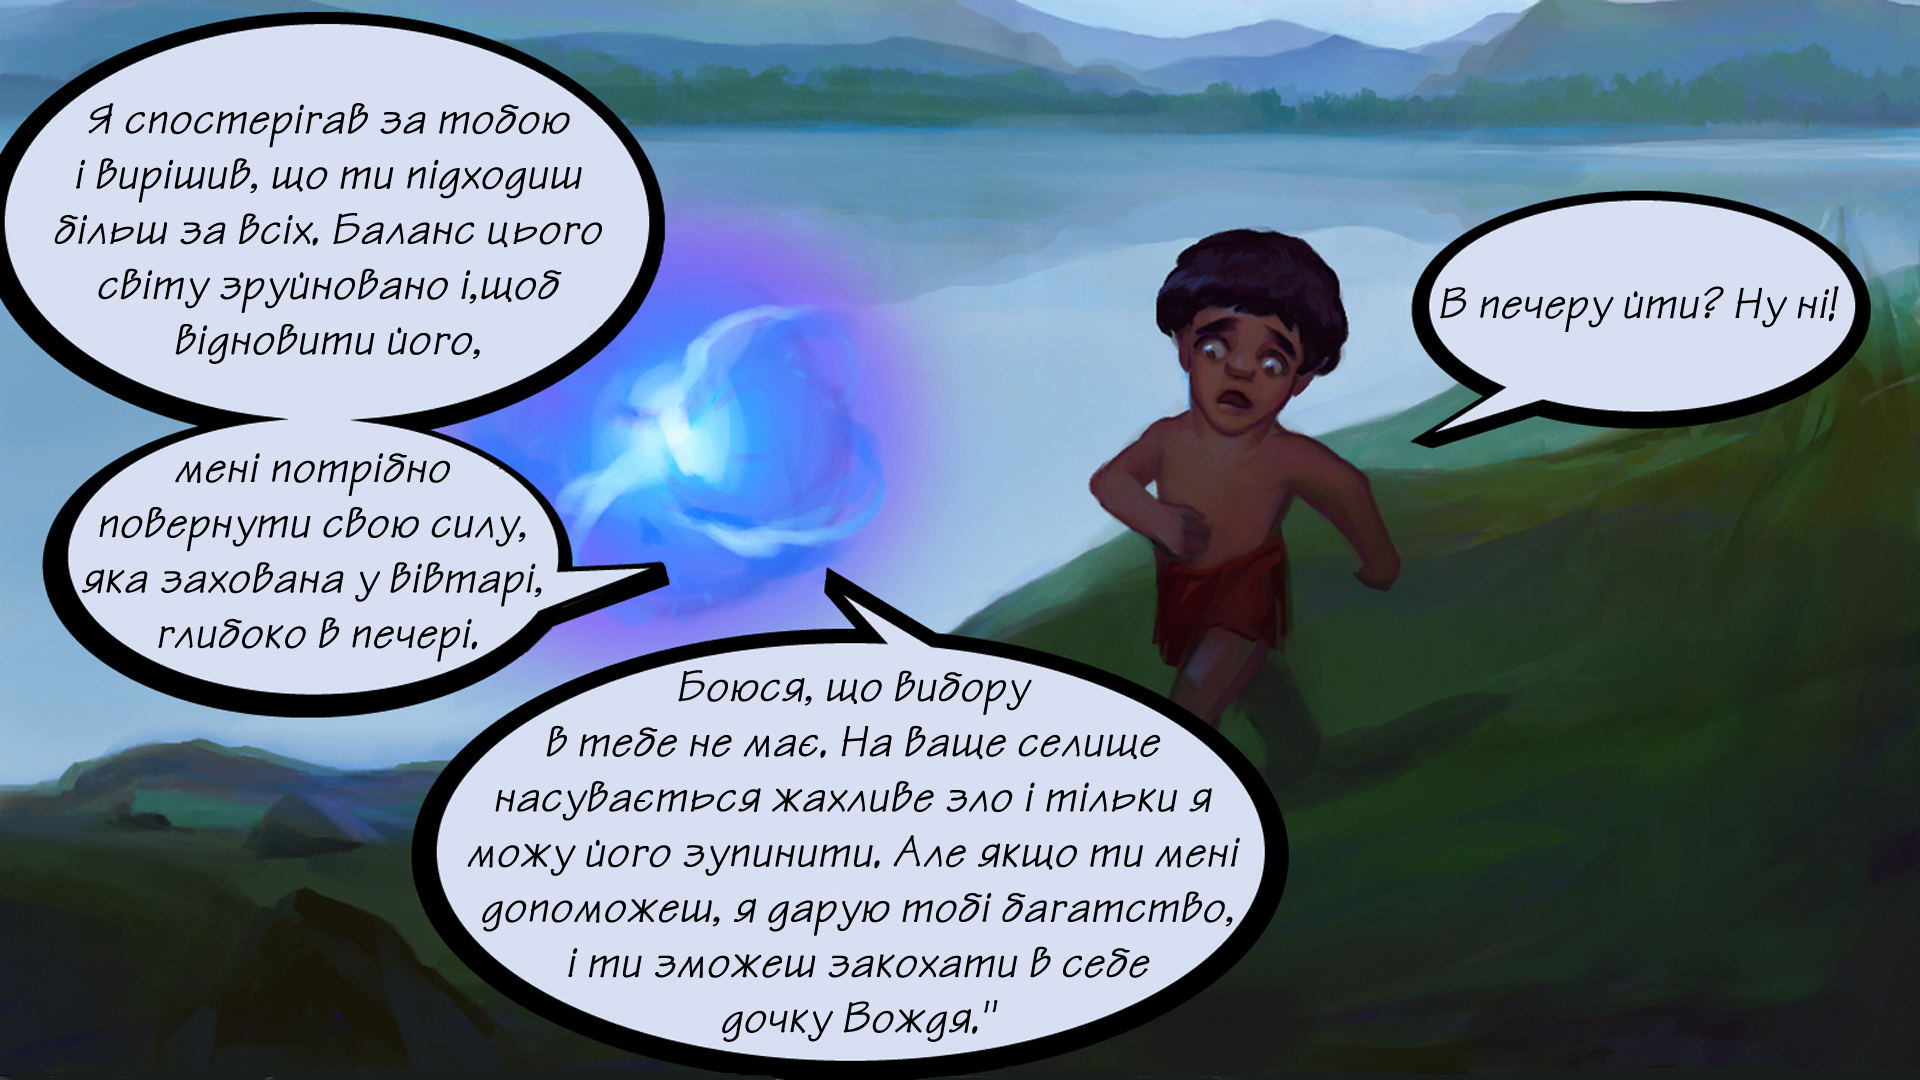 Я спостерігав за тобою
і вирішив, що ти підходиш
більш за всіх. Баланс цього
світу зруйновано і,щоб
відновити його,
мені потрібно
повернути свою силу,
яка захована у вівтарі,
глибоко в печері.
В печеру йти? Ну ні!
Боюся, що вибору
в тебе не має. На ваще селище
насувається жахливе зло і тільки я
можу його зупинити. Але якщо ти мені
допоможеш, я дарую тобі багатство,
і ти зможеш закохати в себе
дочку Вождя."